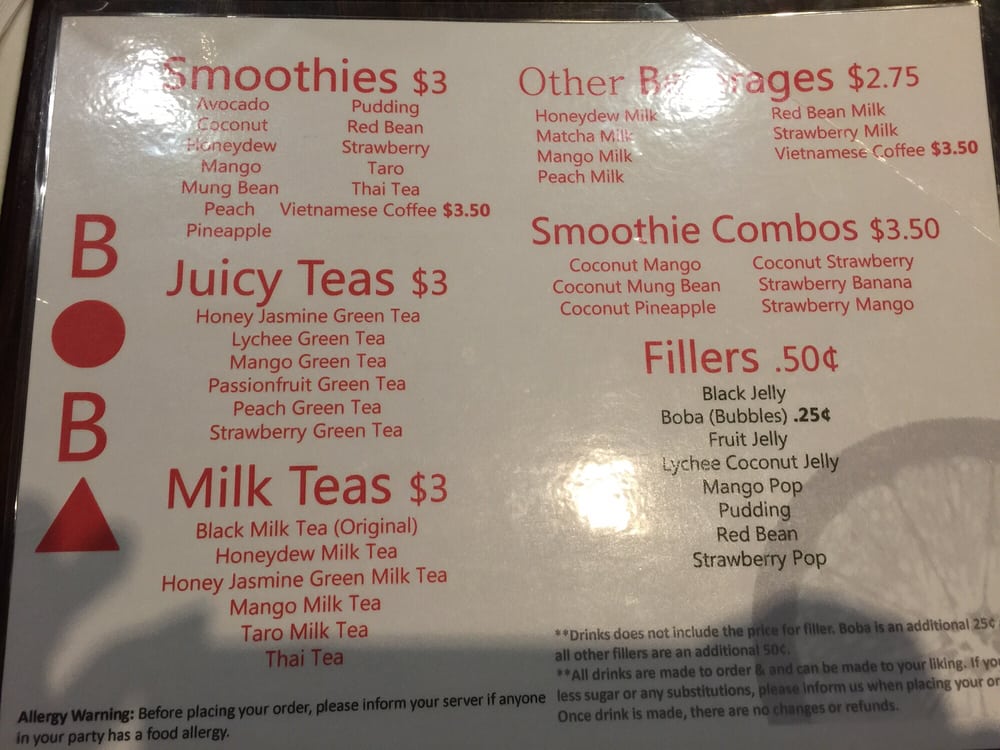 Smoothies $3
Avocado
Coconut
Honeydew
Mango
Mung Bean
Peach
Pineapple
Pudding
Red Bean
Strawberry
Taro
Thai Tea
Vietnamese Coffee $3.50
B
B
Juicy Teas $3
Honey Jasmine Green Tea
Lychee Green Tea
Mango Green Tea
Passionfruit Green Tea
Peach Green Tea
Strawberry Green Tea
Milk Teas $3
Black Milk Tea (Original)
Honeydew Milk Tea
Honey Jasmine Green Milk Tea
Mango Milk Tea
Taro Milk Tea
Thai Tea
Allergy Warning: Before placing your order, please inform your server if anyone
in your party has a food allergy.
Other Beverages $2.75
Honeydew Milk
Matcha Milk
Mango Milk
Peach Milk
Red Bean Milk
Strawberry Milk
Vietnamese Coffee $3.50
Smoothie Combos $3.50
Coconut Mango
Coconut Mung Bean
Coconut Pineapple
Coconut Strawberry
Strawberry Banana
Strawberry Mango
Fillers .50¢
Black Jelly
Boba (Bubbles) .25¢
Fruit Jelly
Lychee Coconut Jelly
Mango Pop
Pudding
Red Bean
Strawberry Pop
**Drinks does not include the price for filler. Boba is an additional 25¢
all other fillers are an additional 50¢.
**All drinks are made to order & and can be made to your liking. If
less sugar or any substitutions, please inform us when placing your
Once drink is made, there are no changes or refunds.